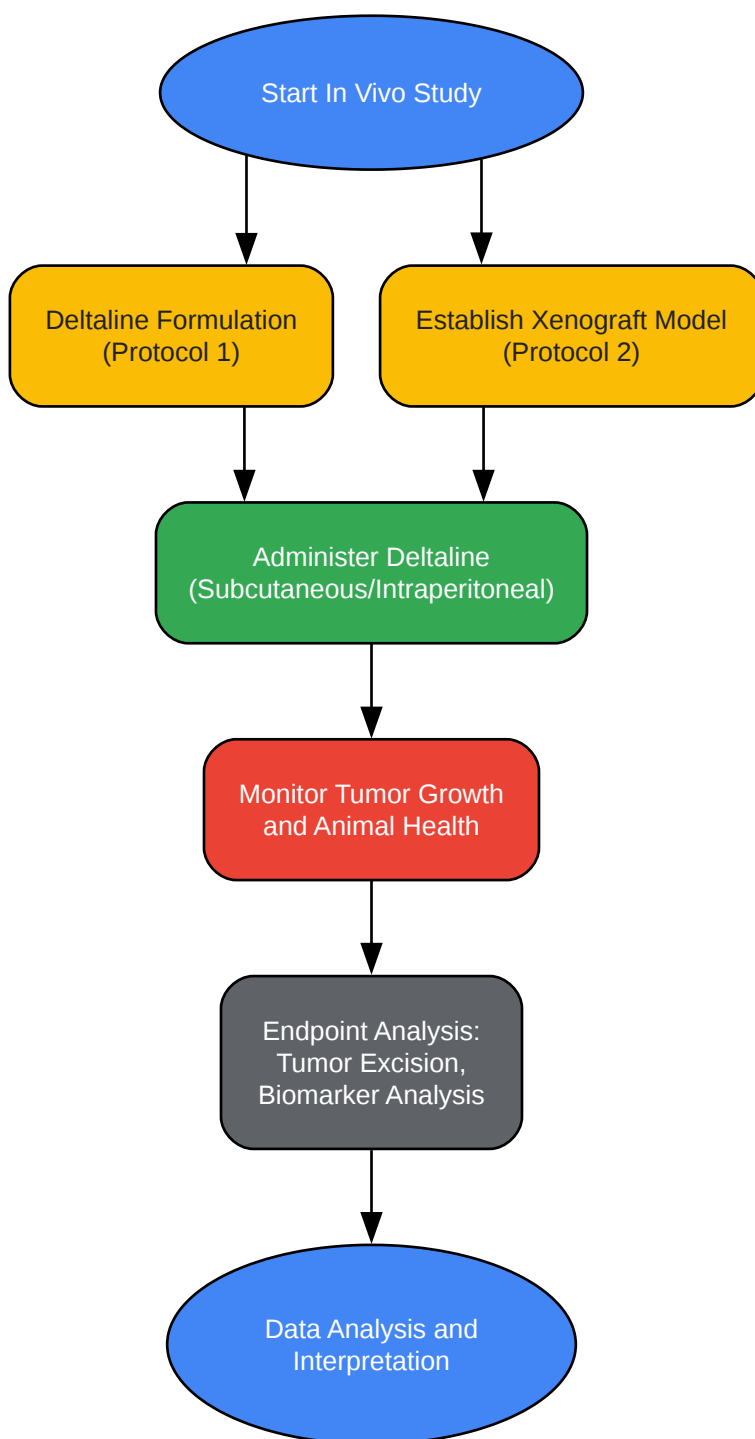 Start In Vivo Study
Deltaline Formulation
(Protocol 1)
Establish Xenograft Model
(Protocol 2)
Administer Deltaline
(Subcutaneous/Intraperitoneal)
Monitor Tumor Growth
and Animal Health
Endpoint Analysis:
Tumor Excision,
Biomarker Analysis
Data Analysis and
Interpretation